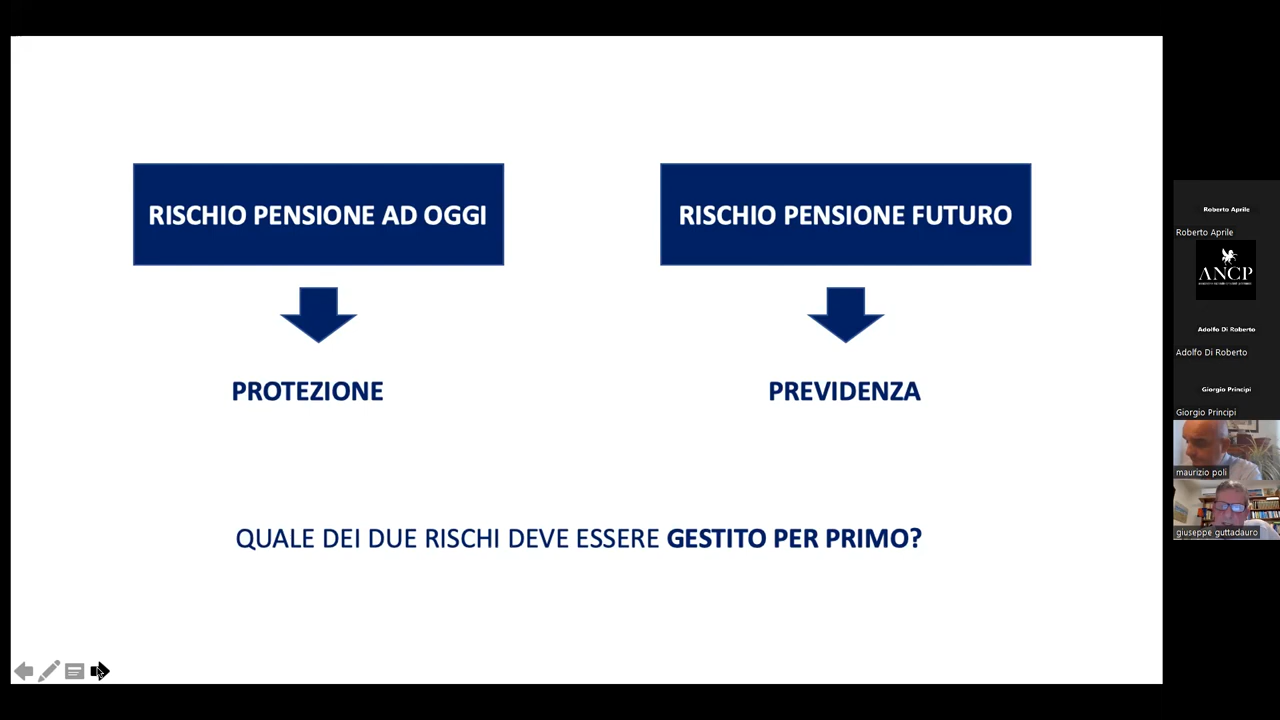 RISCHIO PENSIONE AD OGGI
RISCHIO PENSIONE FUTURO
PROTEZIONE
PREVIDENZA
QUALE DEI DUE RISCHI DEVE ESSERE GESTITO PER PRIMO?
Roberto Aprile
Roberto Aprile
ANCP
Adolfo Di Roberto
Adolfo Di Roberto
Giorgio Principi
Giorgio Principi
maurizio poli
giuseppe guttadauro